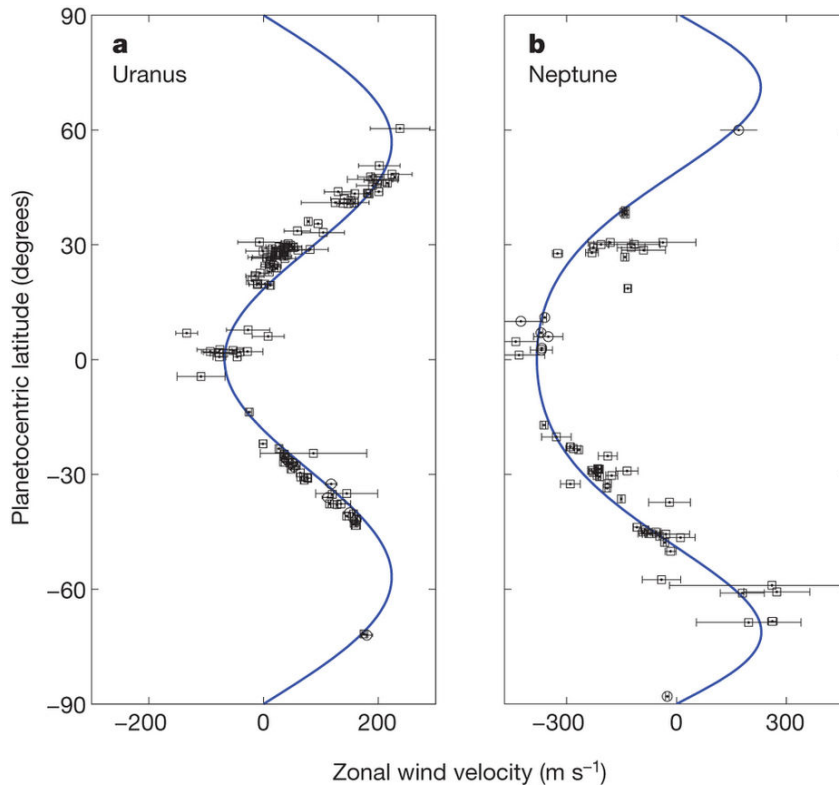 a
Uranus
b
Neptune
Planetocentric latitude (degrees)
90
60
30
0
−30
−60
−90
−200
0
200
−300
0
300
Zonal wind velocity (m s⁻¹)